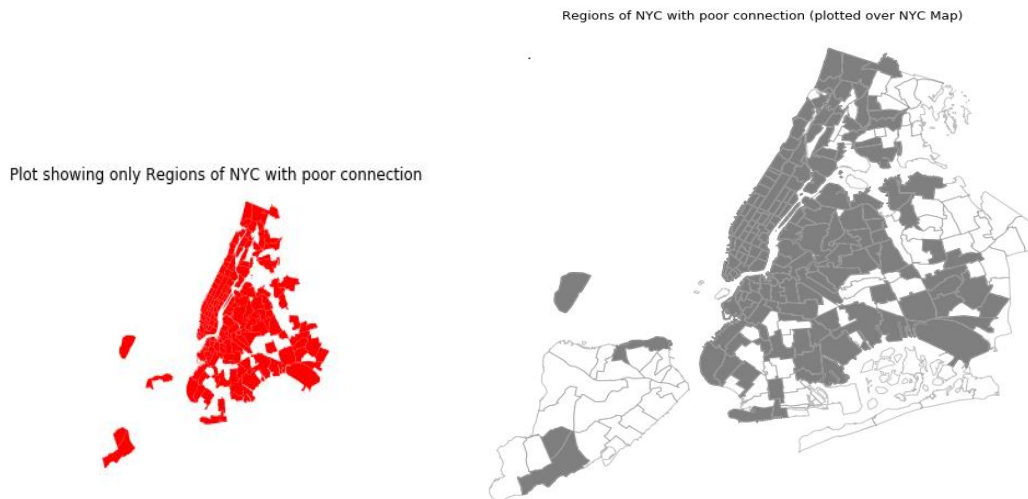 Regions of NYC with poor connection (plotted over NYC Map)
Plot showing only Regions of NYC with poor connection